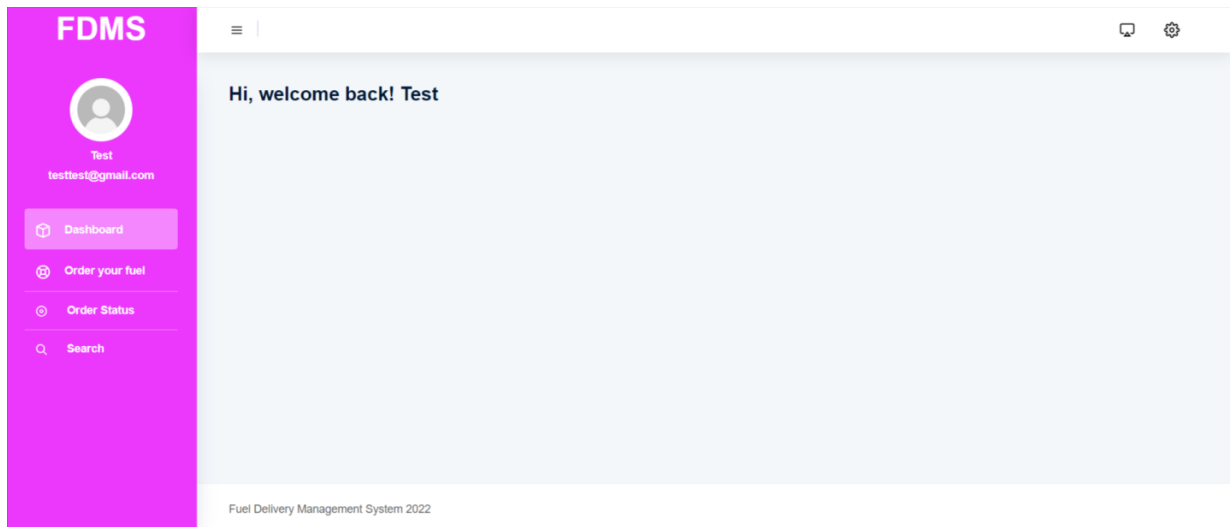 FDMS
Test
testtest@gmail.com
Dashboard
Order your fuel
Order Status
Search
Hi, welcome back! Test
Fuel Delivery Management System 2022